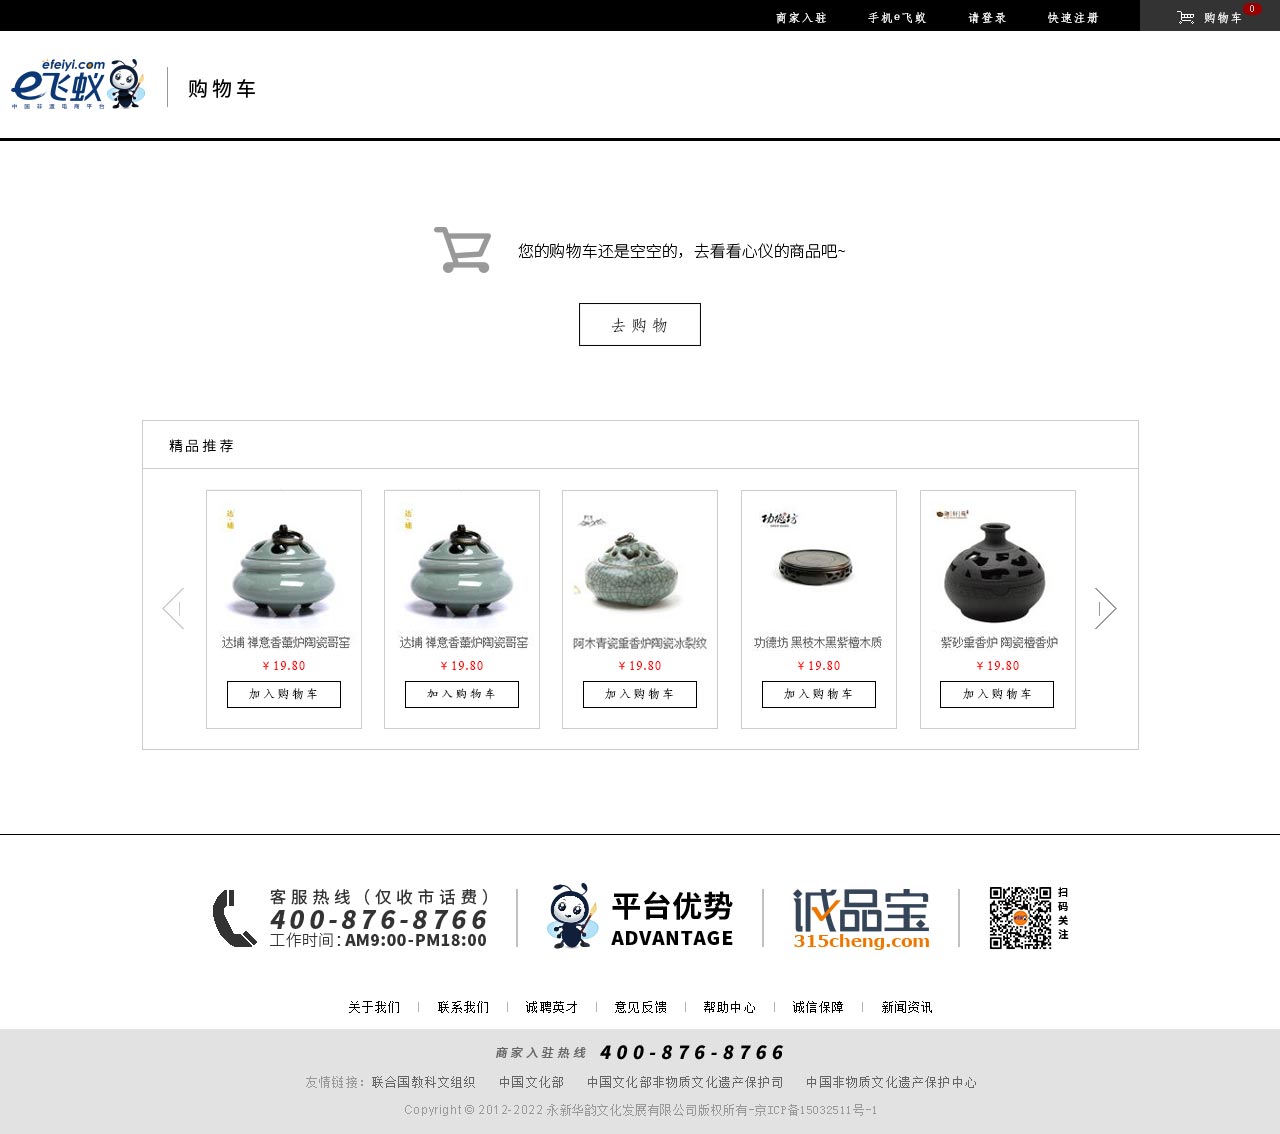 商家入驻 手机e飞蚁 请登录 快速注册 购物车 0
efeiyi.com
e飞蚁
中国非遗电商平台
购物车
您的购物车还是空空的，去看看心仪的商品吧~
去购物
精品推荐
达埔 达埔 功德坊
达埔 禅意香薰炉陶瓷哥窑 达埔 禅意香薰炉陶瓷哥窑 阿木青瓷熏香炉陶瓷冰裂纹 功德坊 黑枝木黑紫檀木质 紫砂熏香炉 陶瓷檀香炉
¥19.80 ¥19.80 ¥19.80 ¥19.80 ¥19.80
加入购物车 加入购物车 加入购物车 加入购物车 加入购物车
客服热线（仅收市话费）
400-876-8766
工作时间：AM9:00-PM18:00
平台优势
ADVANTAGE
诚品宝
315cheng.com
扫码关注
关于我们 联系我们 诚聘英才 意见反馈 帮助中心 诚信保障 新闻资讯
商家入驻热线 400-876-8766
友情链接：联合国教科文组织 中国文化部 中国文化部非物质文化遗产保护司 中国非物质文化遗产保护中心
Copyright © 2012-2022 永新华韵文化发展有限公司版权所有-京ICP备15032511号-1